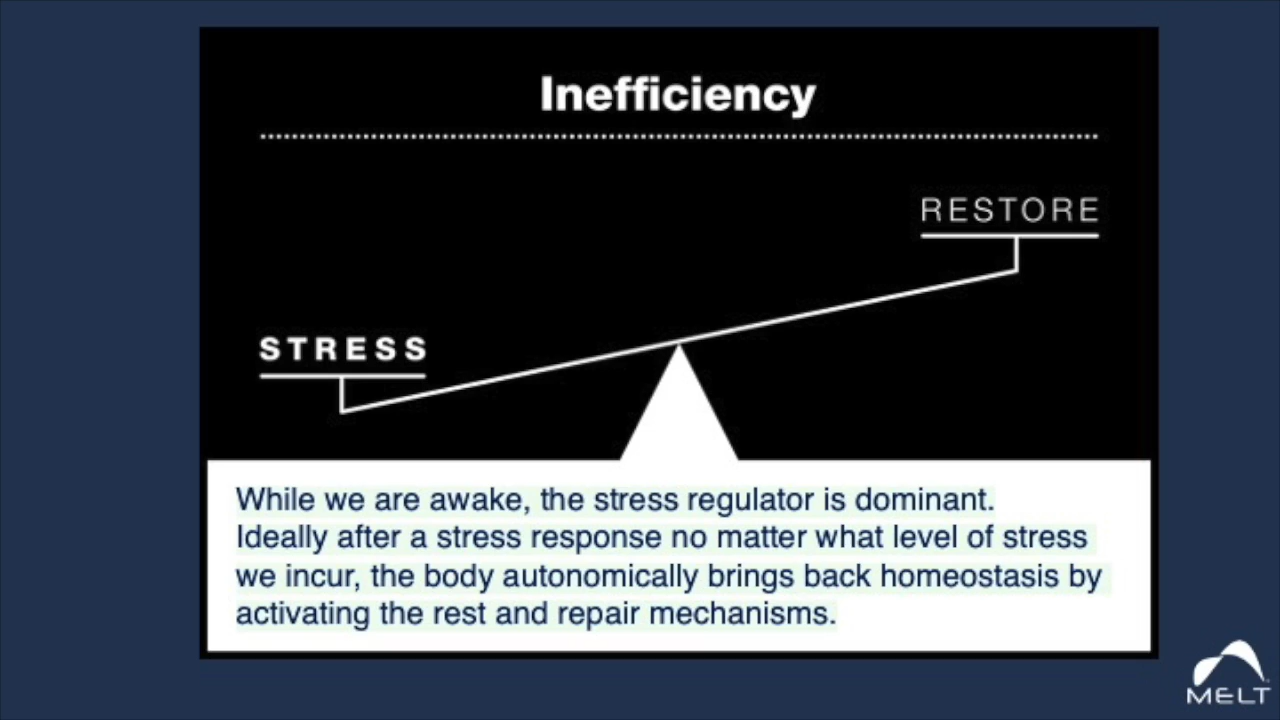 Inefficiency
RESTORE
STRESS
While we are awake, the stress regulator is dominant.
Ideally after a stress response no matter what level of stress
we incur, the body autonomically brings back homeostasis by
activating the rest and repair mechanisms.
MELT